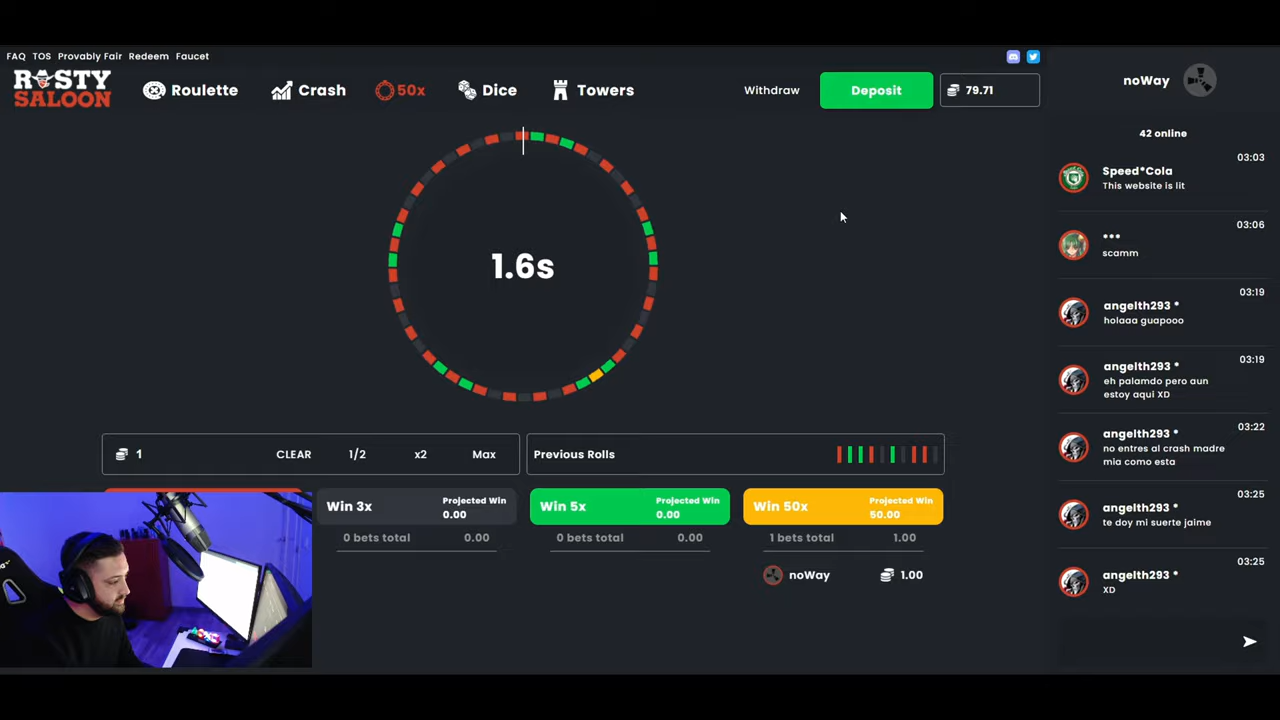 FAQ TOS Provably Fair Redeem Faucet
RUSTY
SALOON
Roulette
Crash
50x
Dice
Towers
Withdraw
Deposit
79.71
noWay
42 online
03:03
Speed*Cola
This website is lit
03:06
•••
scamm
03:19
angelth293 *
holaaa guapooo
03:19
angelth293 *
eh palamdo pero aun
estoy aqui XD
03:22
angelth293 *
no entres al crash madre
mia como esta
03:25
angelth293 *
te doy mi suerte jaime
03:25
angelth293 *
XD
1.6s
1 CLEAR 1/2 x2 Max
Previous Rolls
Win 3x Projected Win
0.00
Win 5x Projected Win
0.00
Win 50x Projected Win
50.00
0 bets total 0.00
0 bets total 0.00
1 bets total 1.00
noWay 1.00